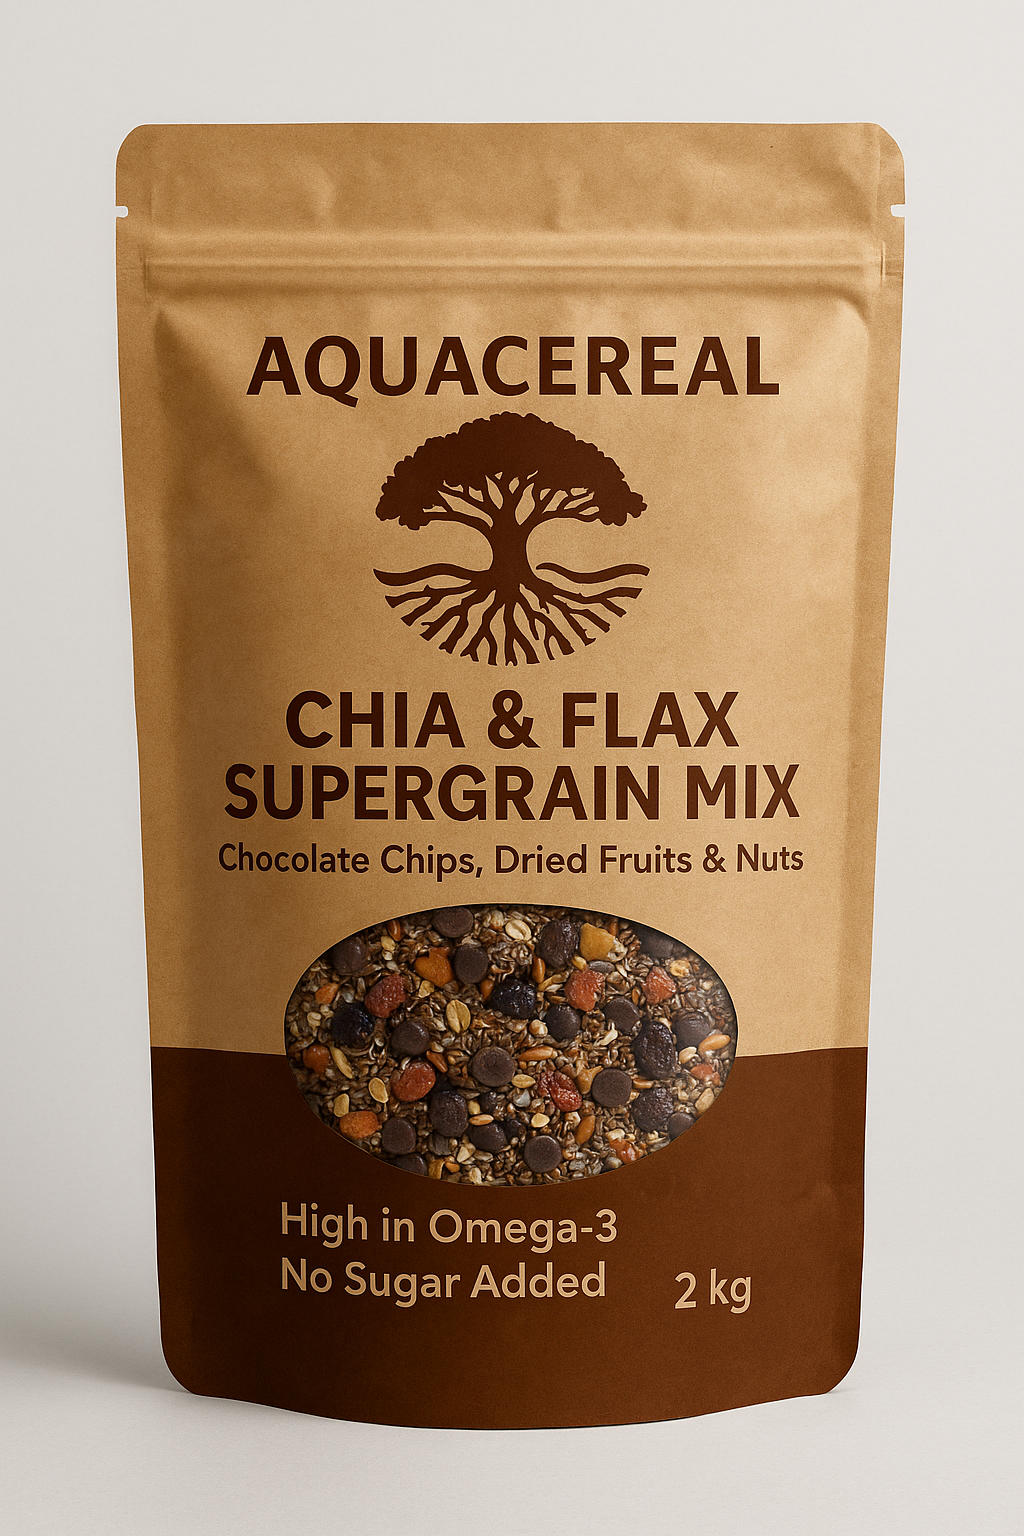 AQUACEREAL
CHIA & FLAX
SUPERGRAIN MIX
Chocolate Chips, Dried Fruits & Nuts
High in Omega-3
No Sugar Added
2 kg